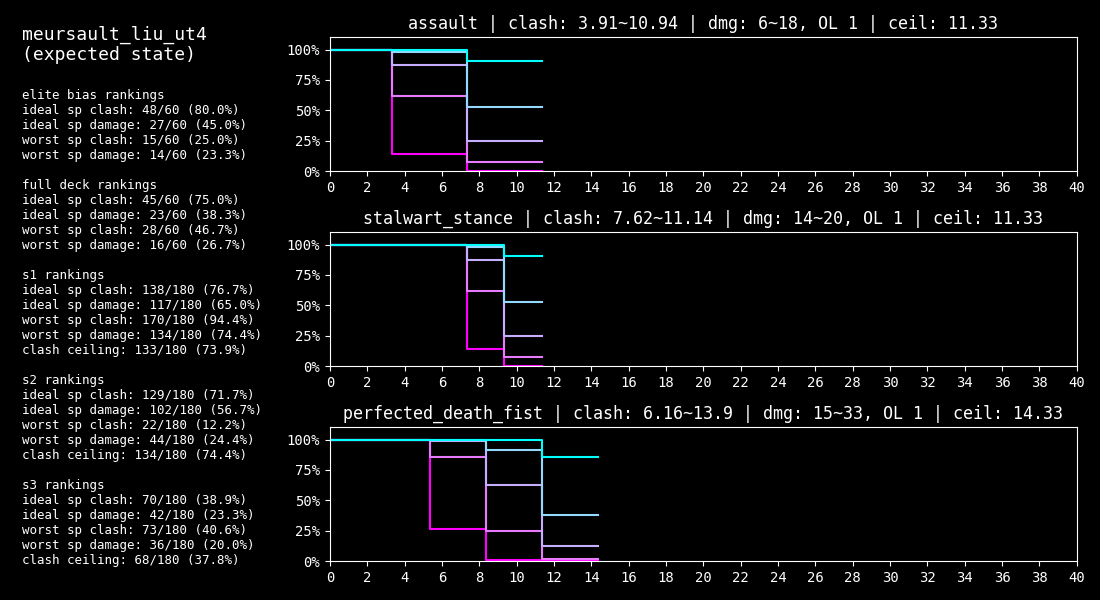 meursault_liu_ut4
(expected state)
elite bias rankings
ideal sp clash: 48/60 (80.0%)
ideal sp damage: 27/60 (45.0%)
worst sp clash: 15/60 (25.0%)
worst sp damage: 14/60 (23.3%)
full deck rankings
ideal sp clash: 45/60 (75.0%)
ideal sp damage: 23/60 (38.3%)
worst sp clash: 28/60 (46.7%)
worst sp damage: 16/60 (26.7%)
s1 rankings
ideal sp clash: 138/180 (76.7%)
ideal sp damage: 117/180 (65.0%)
worst sp clash: 170/180 (94.4%)
worst sp damage: 134/180 (74.4%)
clash ceiling: 133/180 (73.9%)
s2 rankings
ideal sp clash: 129/180 (71.7%)
ideal sp damage: 102/180 (56.7%)
worst sp clash: 22/180 (12.2%)
worst sp damage: 44/180 (24.4%)
clash ceiling: 134/180 (74.4%)
s3 rankings
ideal sp clash: 70/180 (38.9%)
ideal sp damage: 42/180 (23.3%)
worst sp clash: 73/180 (40.6%)
worst sp damage: 36/180 (20.0%)
clash ceiling: 68/180 (37.8%)
assault | clash: 3.91~10.94 | dmg: 6~18, OL 1 | ceil: 11.33
100%
75%
50%
25%
0%
0 2 4 6 8 10 12 14 16 18 20 22 24 26 28 30 32 34 36 38 40
stalwart_stance | clash: 7.62~11.14 | dmg: 14~20, OL 1 | ceil: 11.33
100%
75%
50%
25%
0%
0 2 4 6 8 10 12 14 16 18 20 22 24 26 28 30 32 34 36 38 40
perfected_death_fist | clash: 6.16~13.9 | dmg: 15~33, OL 1 | ceil: 14.33
100%
75%
50%
25%
0%
0 2 4 6 8 10 12 14 16 18 20 22 24 26 28 30 32 34 36 38 40